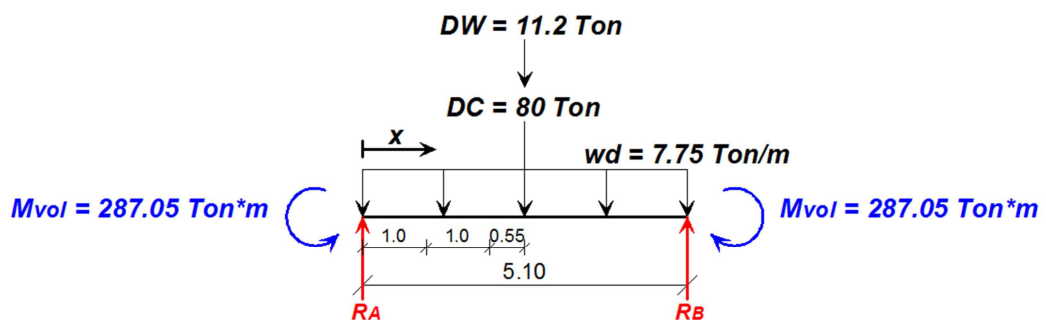 DW = 11.2 Ton
DC = 80 Ton
x
wd = 7.75 Ton/m
Mvol = 287.05 Ton*m
Mvol = 287.05 Ton*m
1.0 1.0 0.55
5.10
RA RB